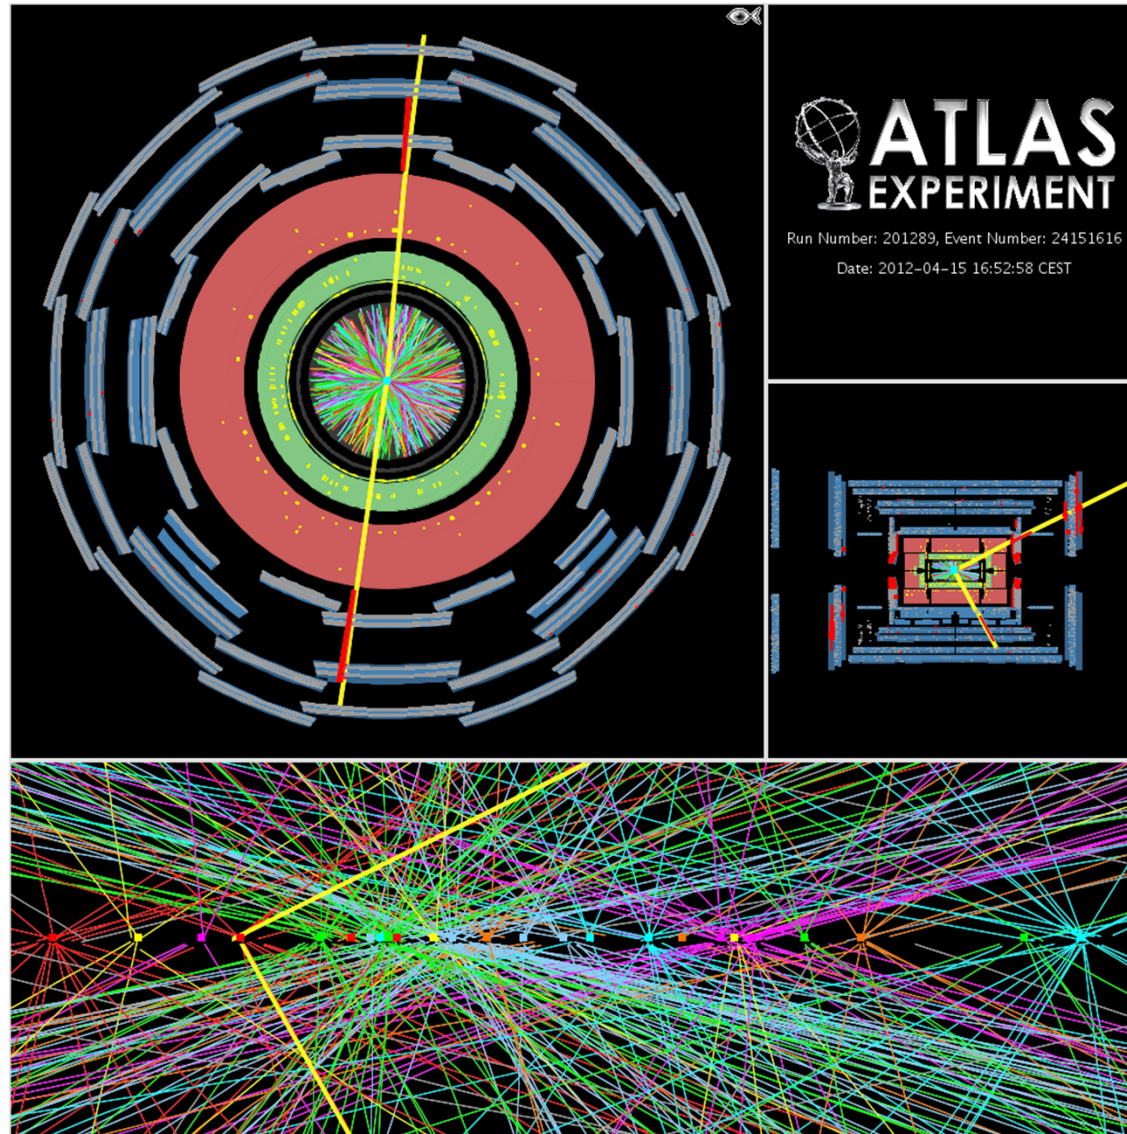 ATLAS
EXPERIMENT
Run Number: 201289, Event Number: 24151616
Date: 2012-04-15 16:52:58 CEST